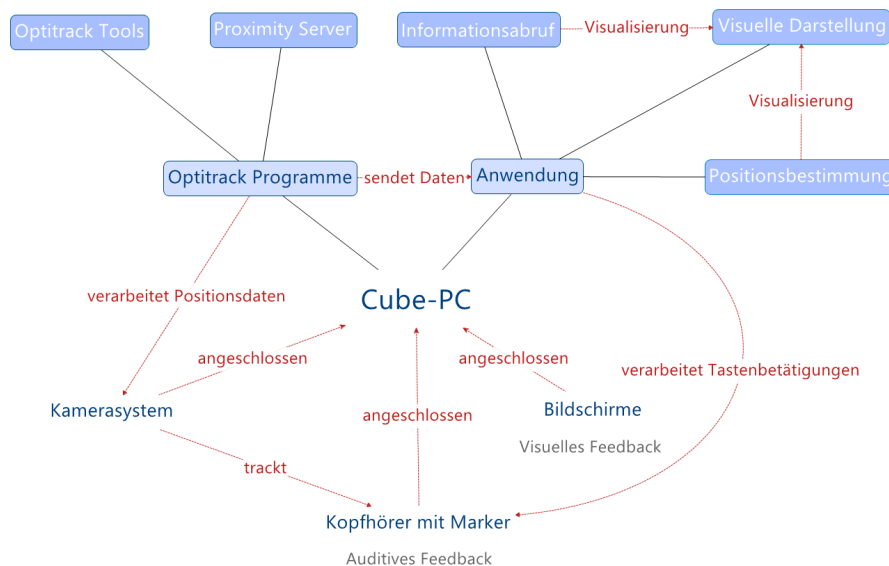 Optitrack Tools
Proximity Server
Informationsabruf
Visualisierung
Visuelle Darstellung
Visualisierung
Optitrack Programme
sendet Daten
Anwendung
Positionsbestimmung
verarbeitet Positionsdaten
Cube-PC
angeschlossen
angeschlossen
verarbeitet Tastenbetätigungen
Kamerasystem
angeschlossen
Bildschirme
Visuelles Feedback
trackt
Kopfhörer mit Marker
Auditives Feedback